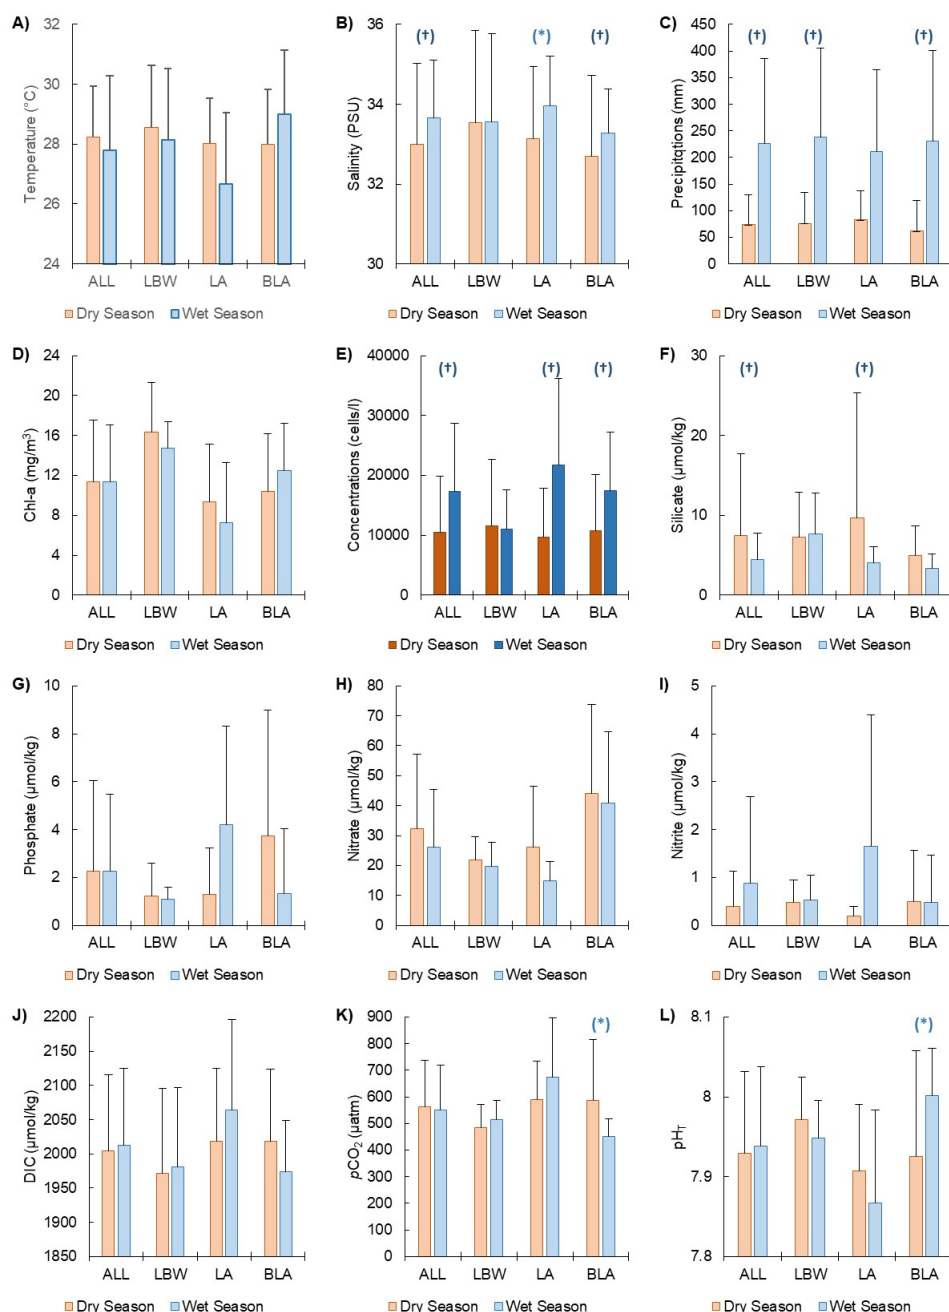 A)
Temperature (°C)
32
30
28
26
24
ALL LBW LA BLA
Dry Season Wet Season
B)
Salinity (PSU)
36
34
32
30
(†) (*) (†)
ALL LBW LA BLA
Dry Season Wet Season
C)
Precipitqtions (mm)
450
400
350
300
250
200
150
100
50
0
(†) (†) (†)
ALL LBW LA BLA
Dry Season Wet Season
D)
Chl-a (mg/m³)
24
20
16
12
8
4
0
ALL LBW LA BLA
Dry Season Wet Season
E)
Concentrations (cells/l)
40000
30000
20000
10000
0
(†) (†) (†)
ALL LBW LA BLA
Dry Season Wet Season
F)
Silicate (µmol/kg)
30
20
10
0
(†) (†)
ALL LBW LA BLA
Dry Season Wet Season
G)
Phosphate (µmol/kg)
10
8
6
4
2
0
ALL LBW LA BLA
Dry Season Wet Season
H)
Nitrate (µmol/kg)
80
70
60
50
40
30
20
10
0
ALL LBW LA BLA
Dry Season Wet Season
I)
Nitrite (µmol/kg)
5
4
3
2
1
0
ALL LBW LA BLA
Dry Season Wet Season
J)
DIC (µmol/kg)
2200
2150
2100
2050
2000
1950
1900
1850
ALL LBW LA BLA
Dry Season Wet Season
K)
pCO₂ (µatm)
900
800
700
600
500
400
300
200
100
0
(*)
ALL LBW LA BLA
Dry Season Wet Season
L)
pHT
8.1
8
7.9
7.8
(*)
ALL LBW LA BLA
Dry Season Wet Season